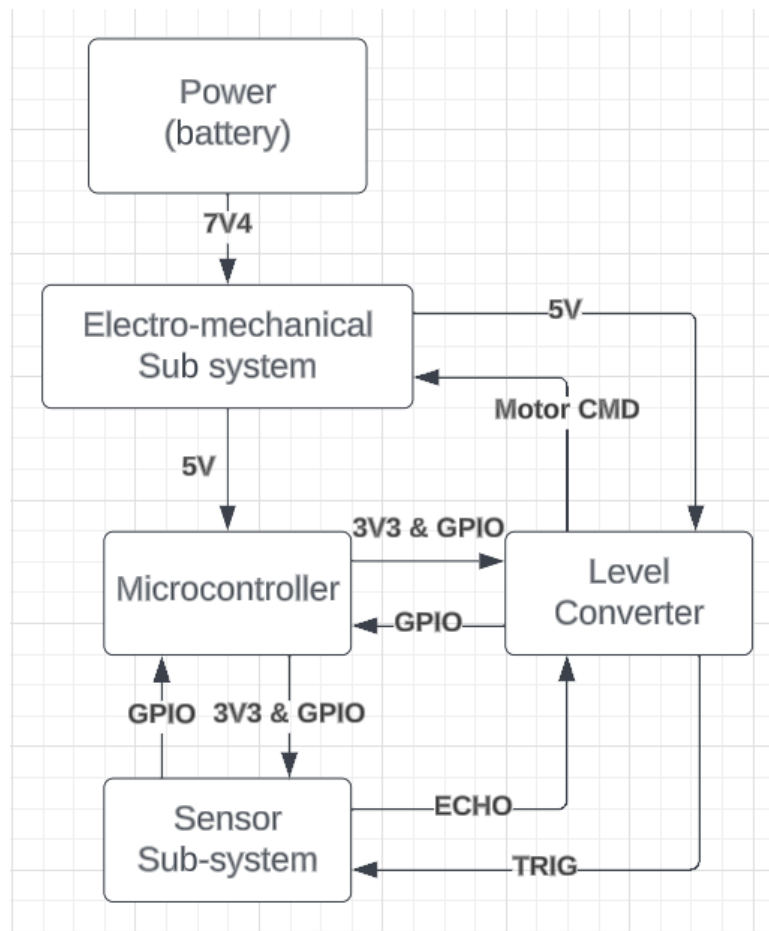 Power
(battery)
7V4
Electro-mechanical
Sub system
5V
Motor CMD
5V
3V3 & GPIO
Microcontroller
Level
Converter
GPIO
GPIO
3V3 & GPIO
Sensor
Sub-system
ECHO
TRIG